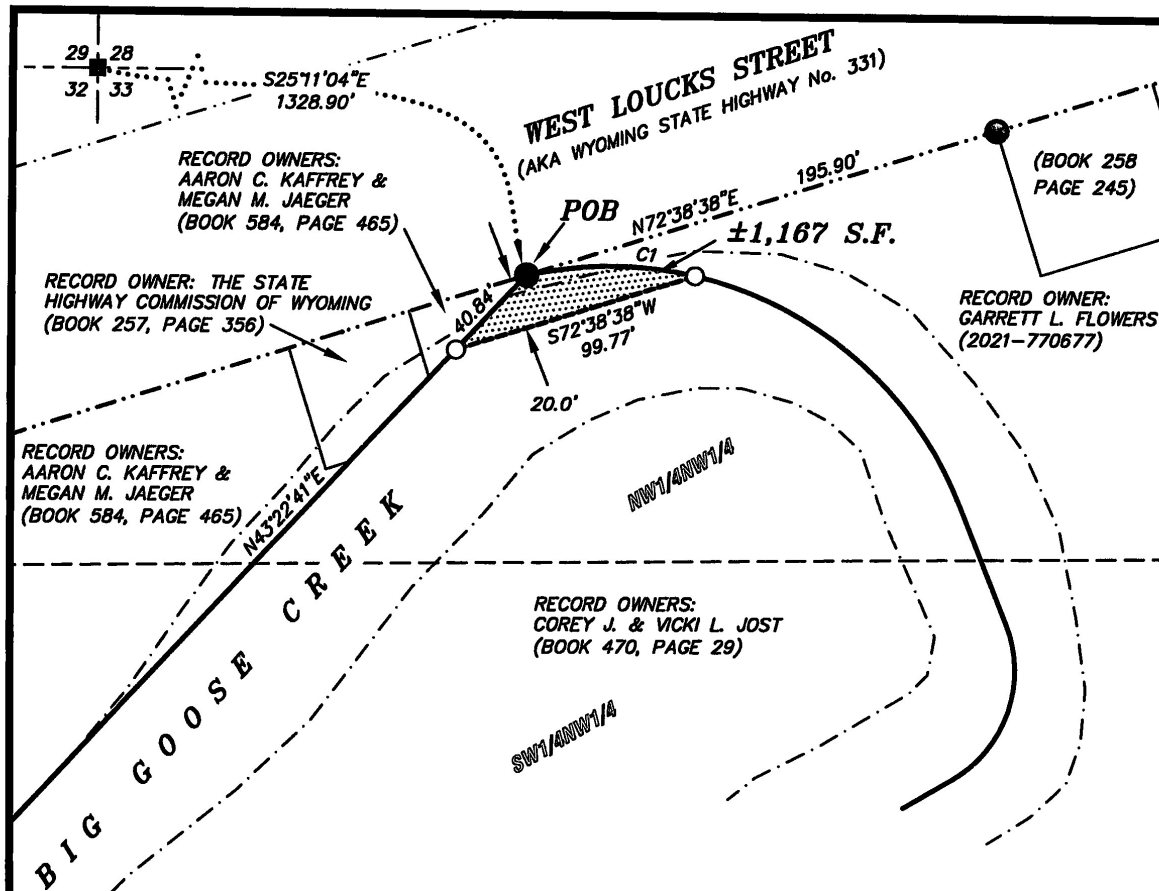 29 28
32 33
S25°11'04"E
1328.90'
WEST LOUCKS STREET
(AKA WYOMING STATE HIGHWAY No. 331)
RECORD OWNERS:
AARON C. KAFFREY &
MEGAN M. JAEGER
(BOOK 584, PAGE 465)
POB
N72°38'38"E
195.90'
(BOOK 258
PAGE 245)
±1,167 S.F.
C1
RECORD OWNER: THE STATE
HIGHWAY COMMISSION OF WYOMING
(BOOK 257, PAGE 356)
40.84'
S72°38'38"W
99.77'
20.0'
RECORD OWNER:
GARRETT L. FLOWERS
(2021-770677)
RECORD OWNERS:
AARON C. KAFFREY &
MEGAN M. JAEGER
(BOOK 584, PAGE 465)
N43°22'41"E
NW1/4NW1/4
BIG GOOSE CREEK
RECORD OWNERS:
COREY J. & VICKI L. JOST
(BOOK 470, PAGE 29)
SW1/4NW1/4